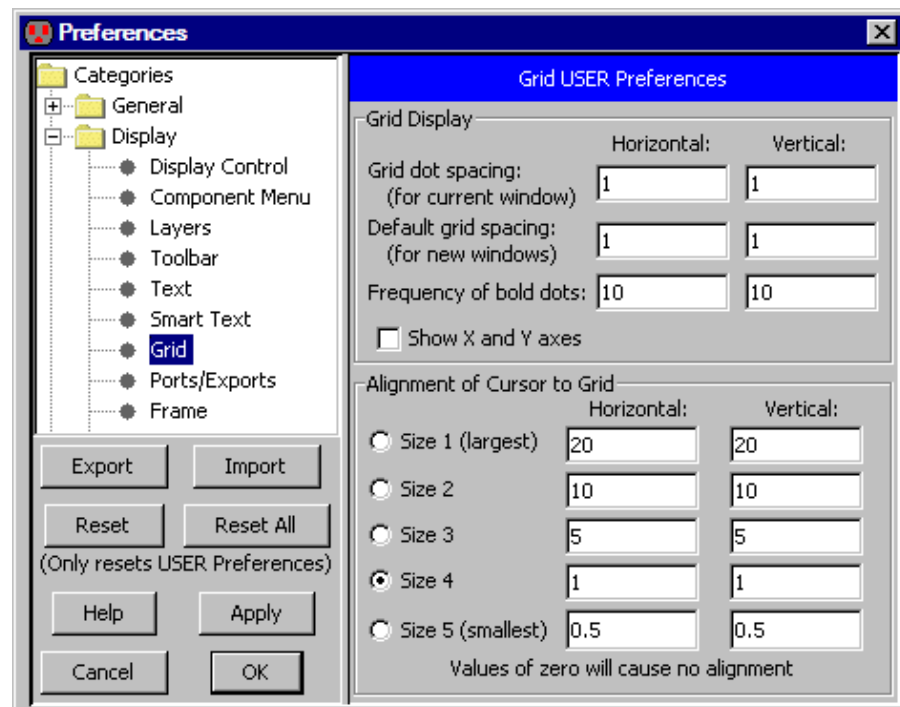 Preferences
Categories
General
Display
Display Control
Component Menu
Layers
Toolbar
Text
Smart Text
Grid
Ports/Exports
Frame
Export Import
Reset Reset All
(Only resets USER Preferences)
Help Apply
Cancel OK
Grid USER Preferences
Grid Display
Horizontal: Vertical:
Grid dot spacing:
(for current window) 1 1
Default grid spacing:
(for new windows) 1 1
Frequency of bold dots: 10 10
Show X and Y axes
Alignment of Cursor to Grid
Horizontal: Vertical:
Size 1 (largest) 20 20
Size 2 10 10
Size 3 5 5
Size 4 1 1
Size 5 (smallest) 0.5 0.5
Values of zero will cause no alignment